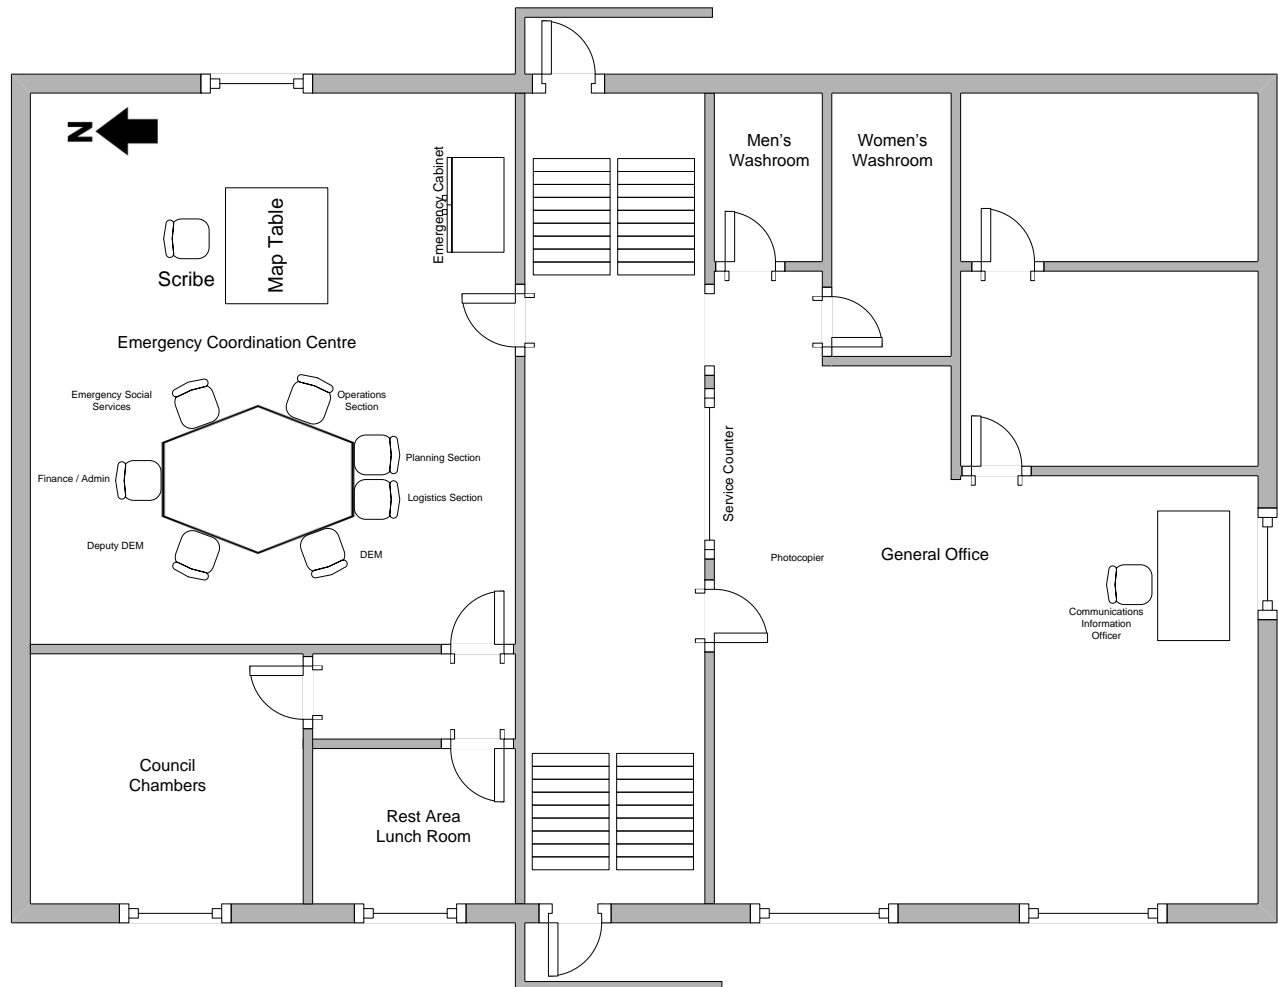 N
Men's
Washroom
Women's
Washroom
Emergency Cabinet
Map Table
Scribe
Emergency Coordination Centre
Emergency Social
Services
Operations
Section
Planning Section
Finance / Admin
Logistics Section
Deputy DEM
DEM
Service Counter
Photocopier
General Office
Communications
Information
Officer
Council
Chambers
Rest Area
Lunch Room